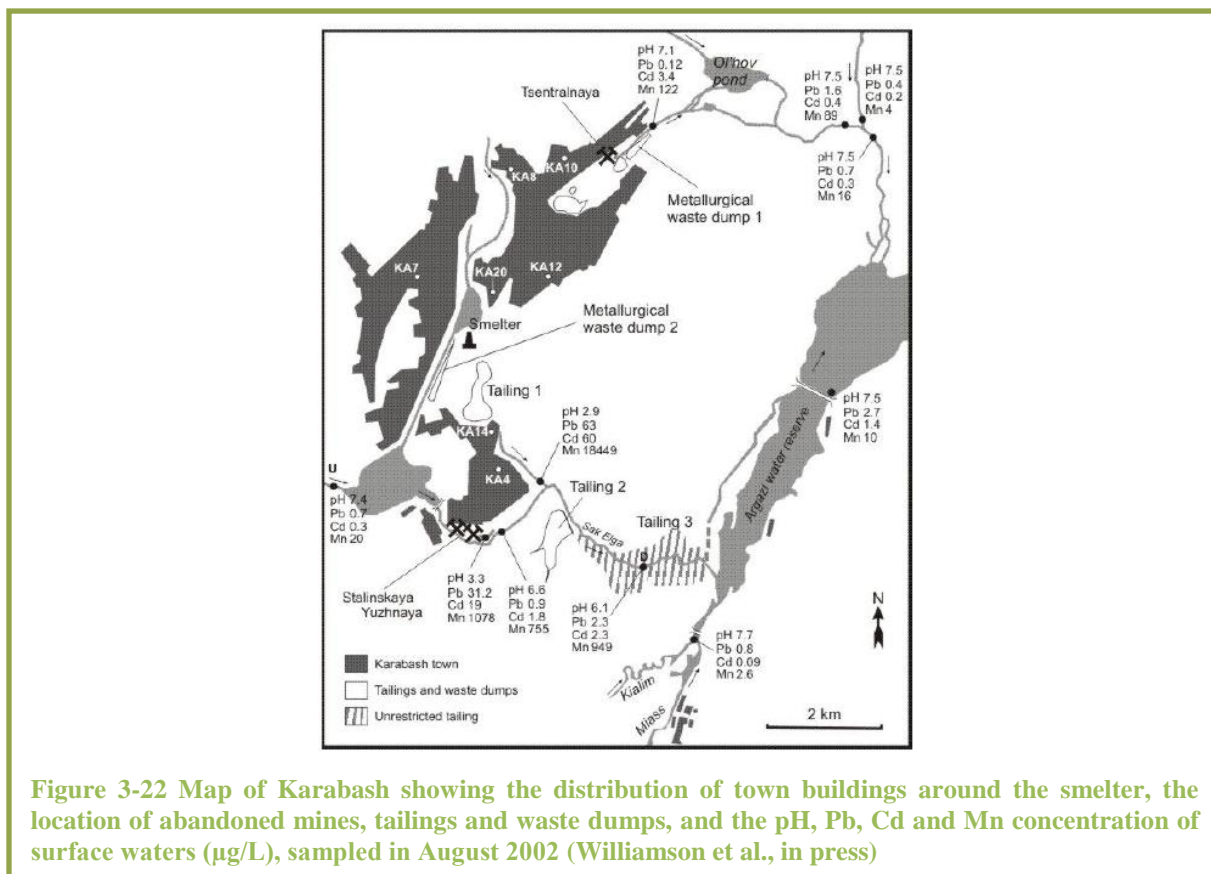 pH 7.1
Pb 0.12
Cd 3.4
Mn 122
Ol'hov
pond
pH 7.5
Pb 1.6
Cd 0.4
Mn 89
pH 7.5
Pb 0.4
Cd 0.2
Mn 4
Tsentralnaya
KA10
KA8
pH 7.5
Pb 0.7
Cd 0.3
Mn 16
Metallurgical
waste dump 1
KA7
KA20
KA12
Smelter
Metallurgical
waste dump 2
Tailing 1
pH 2.9
Pb 63
Cd 60
Mn 18449
KA14
KA4
pH 7.5
Pb 2.7
Cd 1.4
Mn 10
Argazi water reserve
U
pH 7.4
Pb 0.7
Cd 0.3
Mn 20
Tailing 2
Sak Elga
Tailing 3
D
Stalinskaya
Yuzhnaya
pH 3.3
Pb 31.2
Cd 19
Mn 1078
pH 6.6
Pb 0.9
Cd 1.8
Mn 755
pH 6.1
Pb 2.3
Cd 2.3
Mn 949
pH 7.7
Pb 0.8
Cd 0.09
Mn 2.6
Kialim
Miass
N
Karabash town
Tailings and waste dumps
Unrestricted tailing
2 km
Figure 3-22 Map of Karabash showing the distribution of town buildings around the smelter, the
location of abandoned mines, tailings and waste dumps, and the pH, Pb, Cd and Mn concentration of
surface waters (µg/L), sampled in August 2002 (Williamson et al., in press)